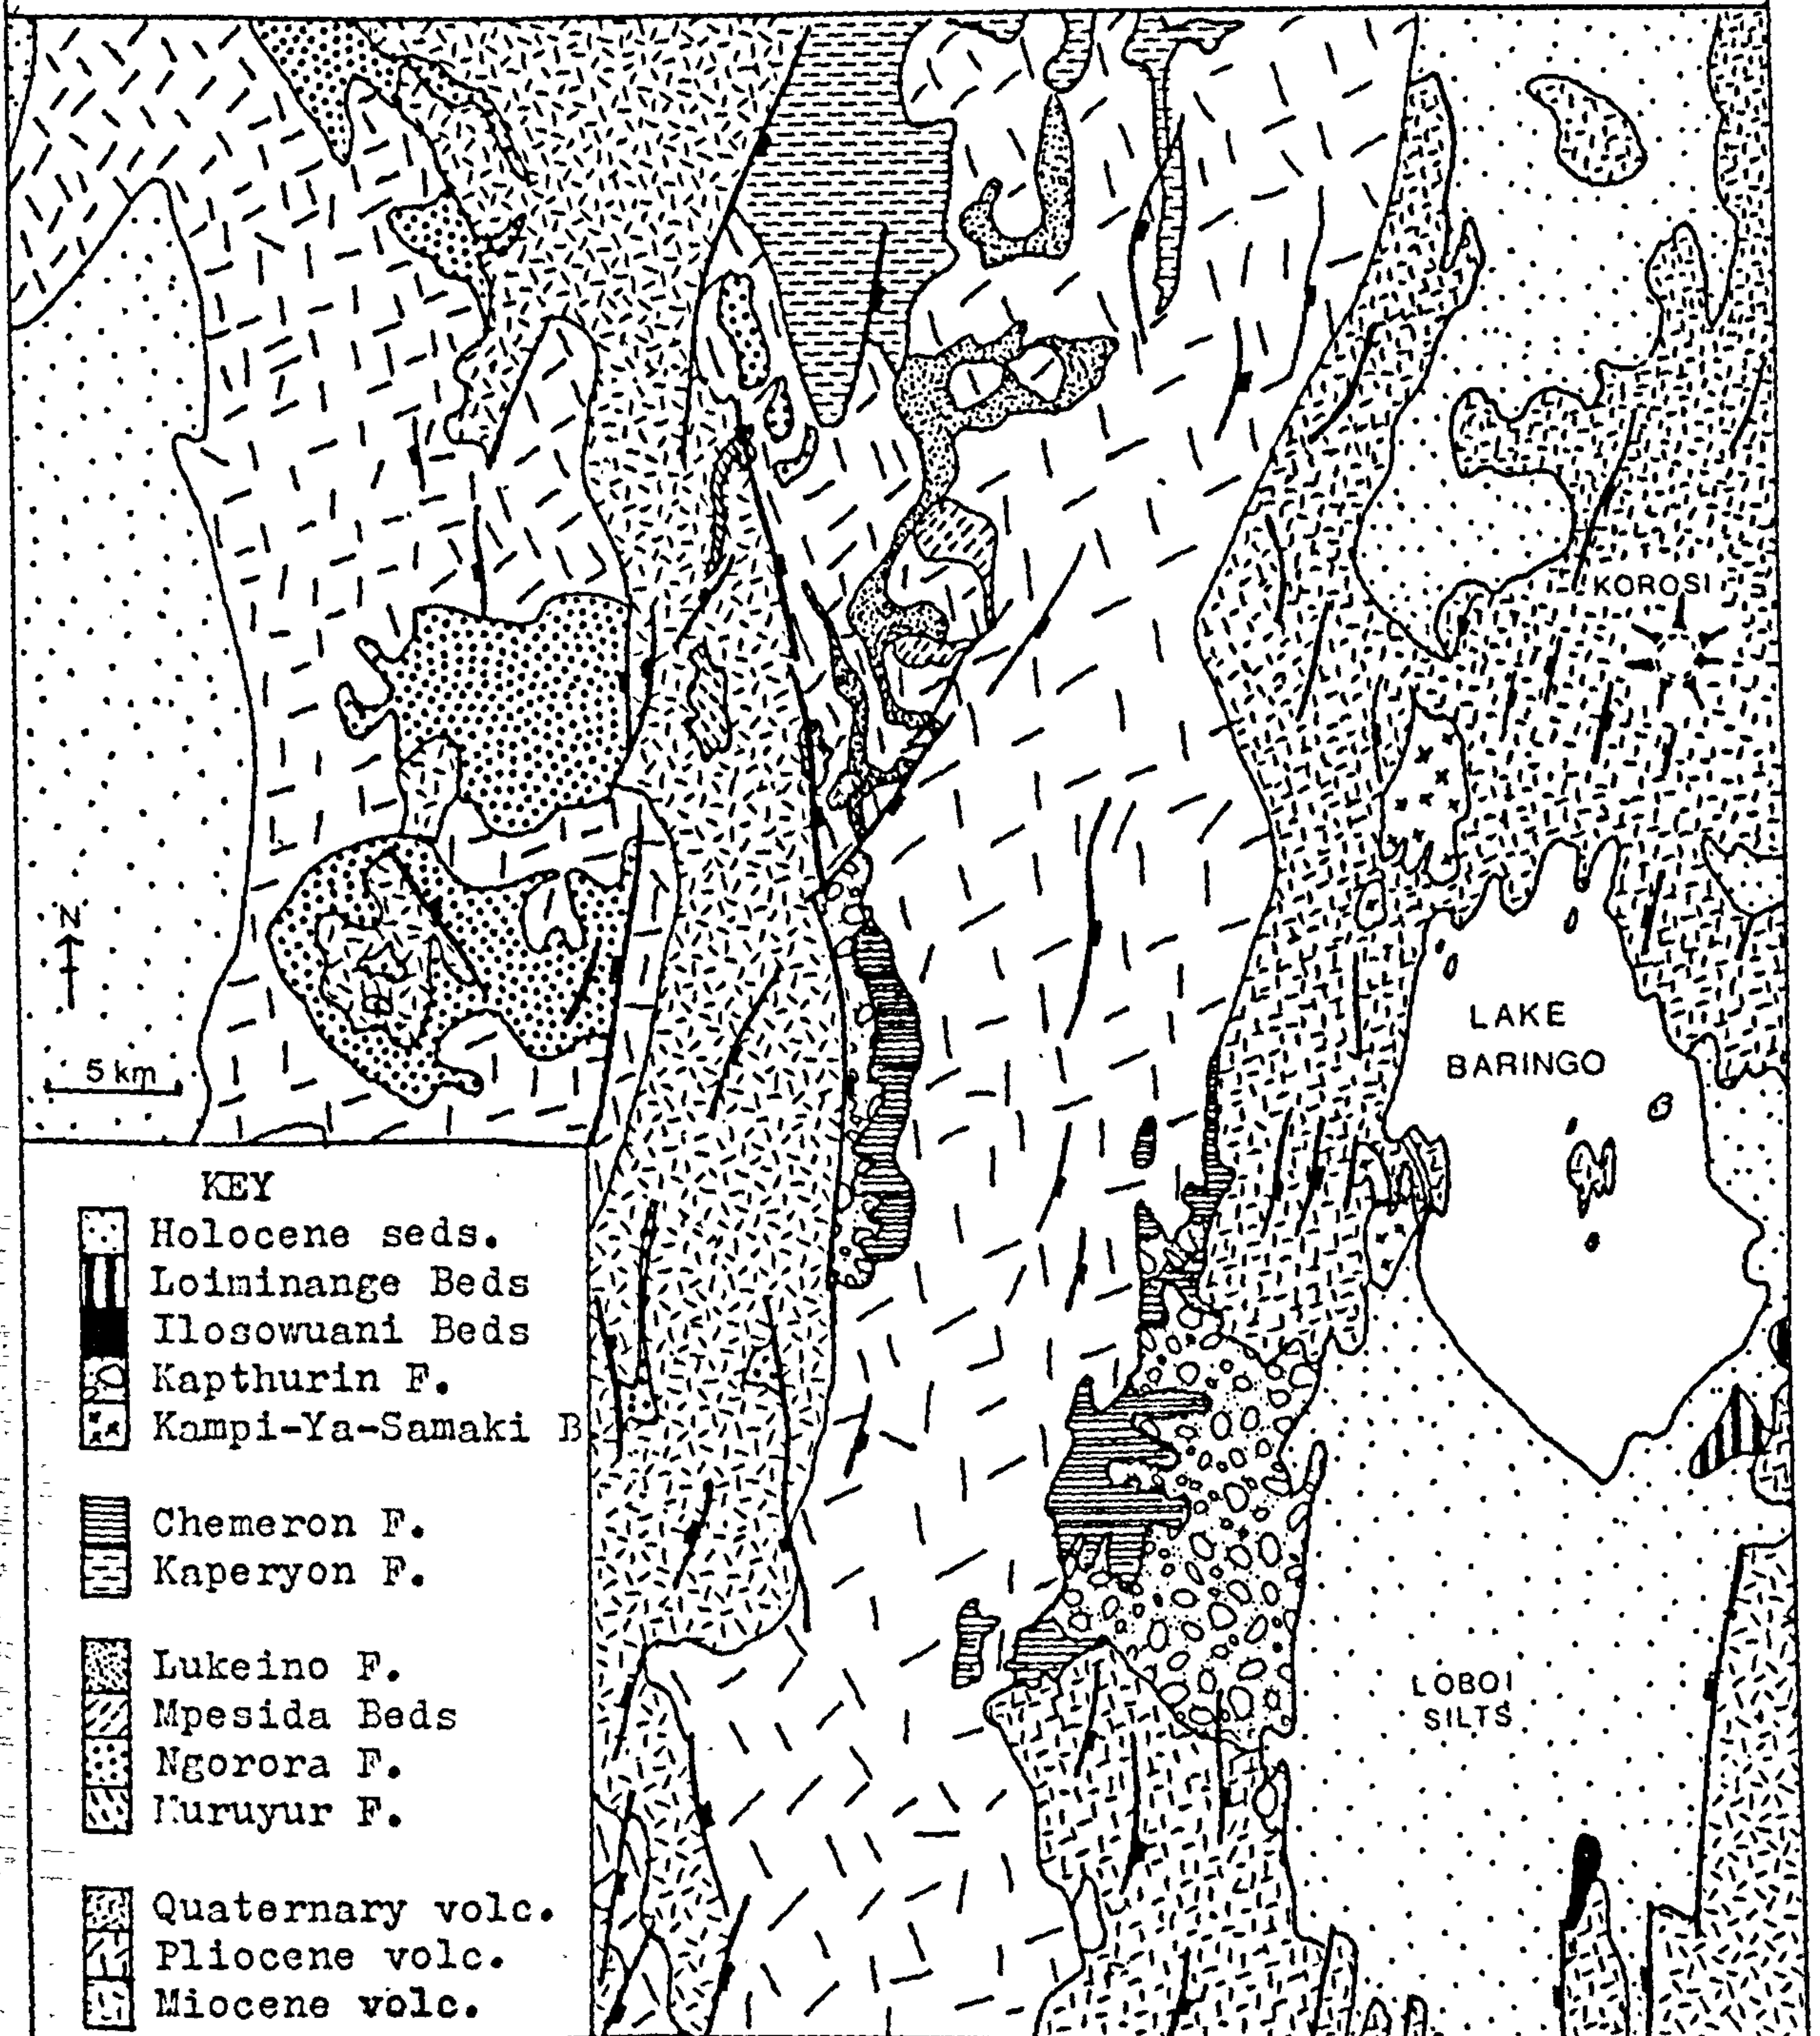 KOROSI
LAKE
BARINGO
N
5 km
KEY
Holocene seds.
Loiminange Beds
Ilosowuani Beds
Kapthurin F.
Kampi-Ya-Samaki B
Chemeron F.
Kaperyon F.
Lukeino F.
Mpesida Beds
Ngorora F.
Muruyur F.
Quaternary volc.
Pliocene volc.
Miocene volc.
LOBOI
SILTS